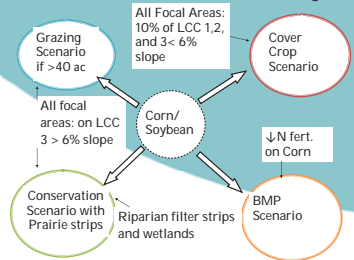 Grazing
Scenario
if >40 ac
All Focal Areas:
10% of LCC 1,2,
and 3< 6%
slope
Cover
Crop
Scenario
All focal
areas: on LCC
3 > 6% slope
Corn/
Soybean
↓N fert.
on Corn
Conservation
Scenario with
Prairie strips
Riparian filter strips
and wetlands
BMP
Scenario